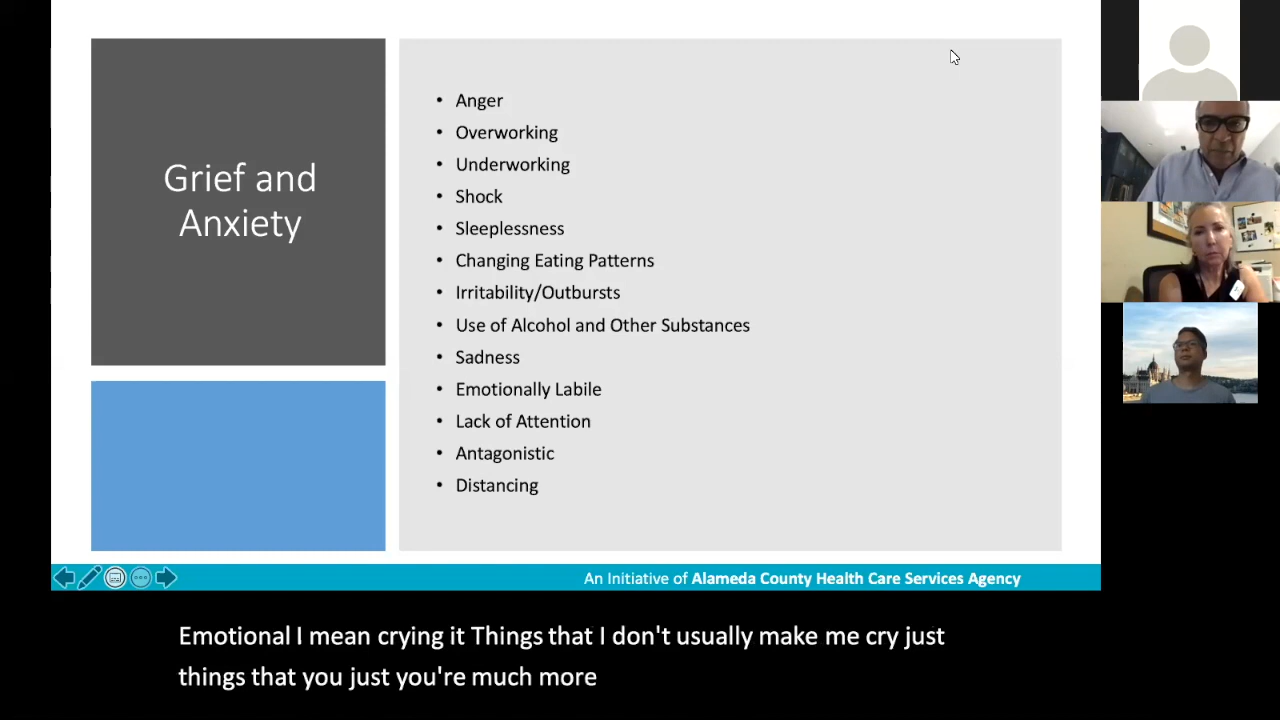 Grief and
Anxiety
• Anger
• Overworking
• Underworking
• Shock
• Sleeplessness
• Changing Eating Patterns
• Irritability/Outbursts
• Use of Alcohol and Other Substances
• Sadness
• Emotionally Labile
• Lack of Attention
• Antagonistic
• Distancing
An Initiative of Alameda County Health Care Services Agency
Emotional I mean crying it Things that I don't usually make me cry just
things that you just you're much more